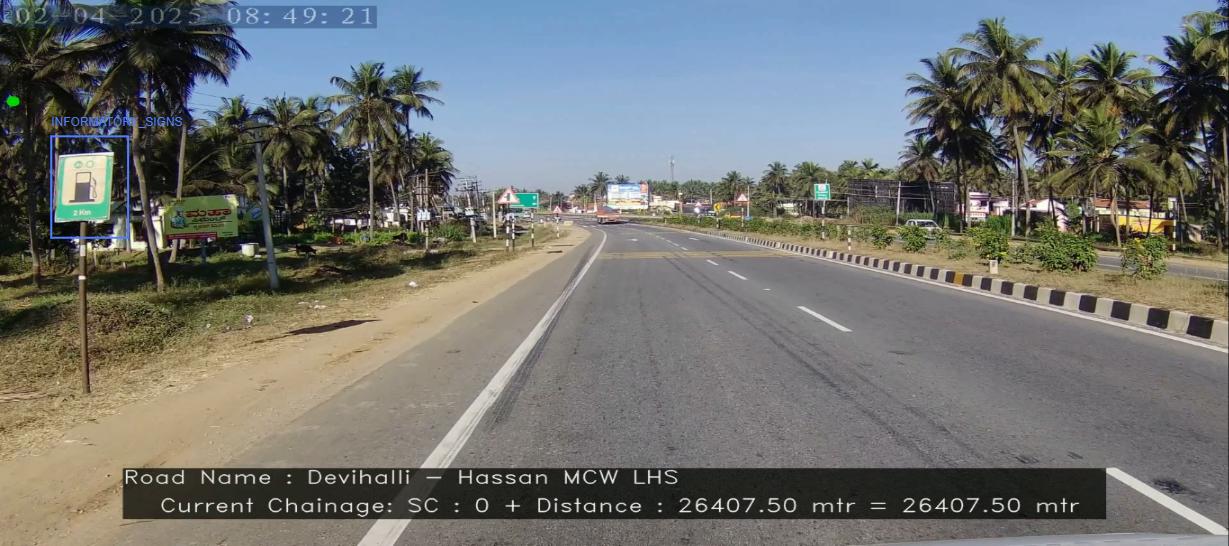 02-04-2025 08:49:21
INFORMATORY_SIGNS
2 Km
Road Name : Devihalli – Hassan MCW LHS
Current Chainage: SC : 0 + Distance : 26407.50 mtr = 26407.50 mtr